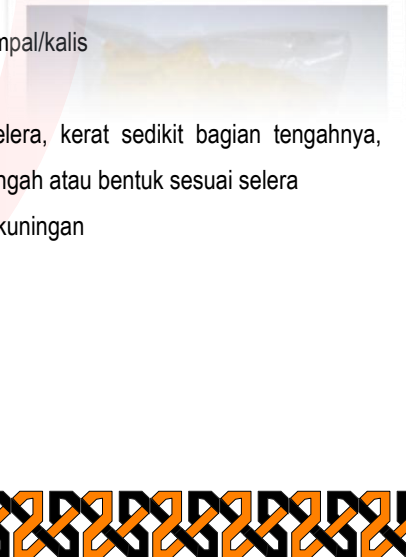 mpal/kalis
elera, kerat sedikit bagian tengahnya,
ngah atau bentuk sesuai selera
kuningan